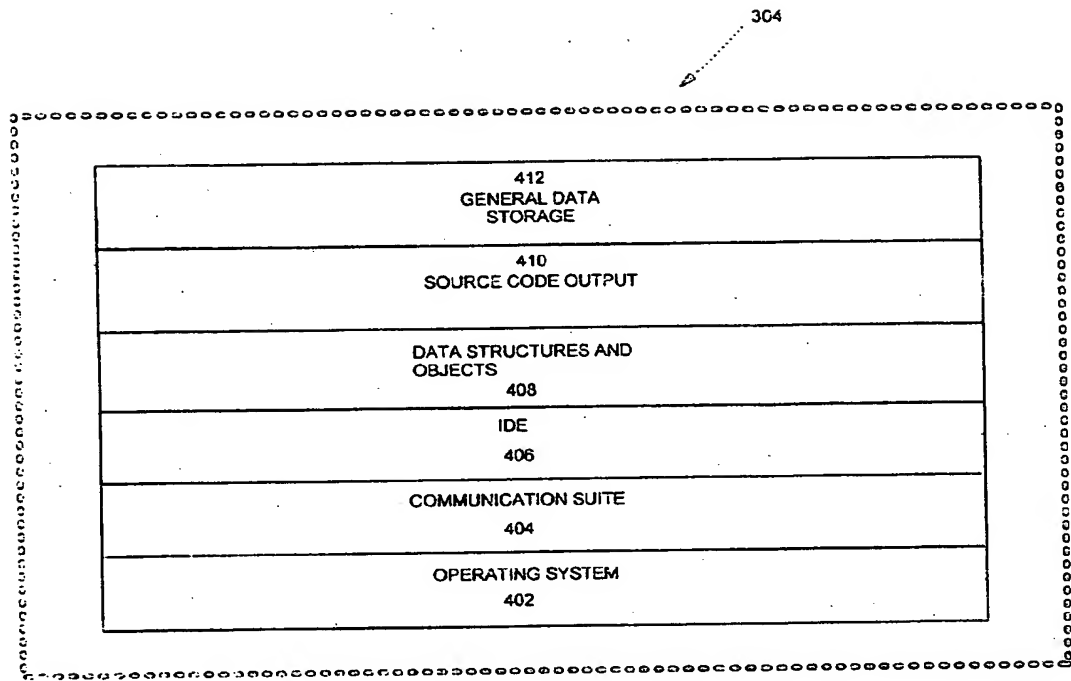 304
412
GENERAL DATA
STORAGE
410
SOURCE CODE OUTPUT
DATA STRUCTURES AND
OBJECTS
408
IDE
406
COMMUNICATION SUITE
404
OPERATING SYSTEM
402